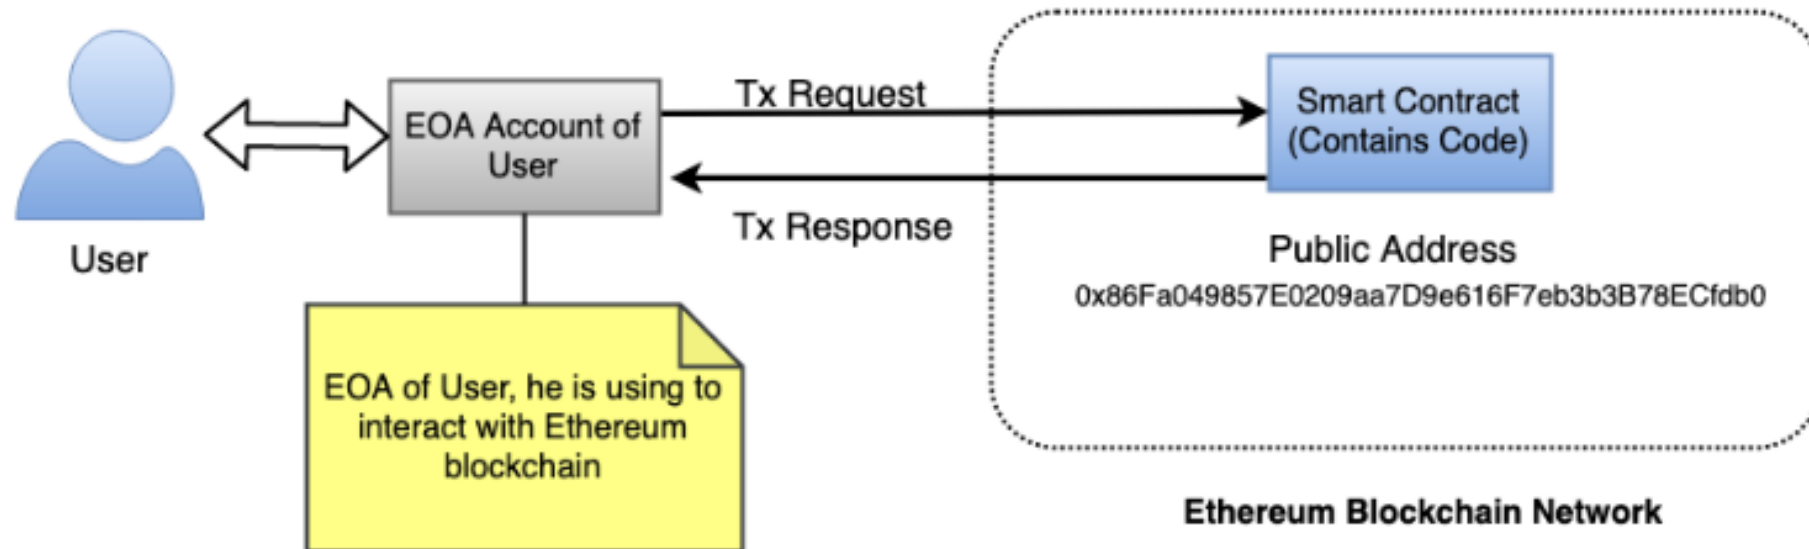 User
EOA Account of
User
EOA of User, he is using to
interact with Ethereum
blockchain
Tx Request
Tx Response
Smart Contract
(Contains Code)
Public Address
0x86Fa049857E0209aa7D9e616F7eb3b3B78ECfdb0
Ethereum Blockchain Network